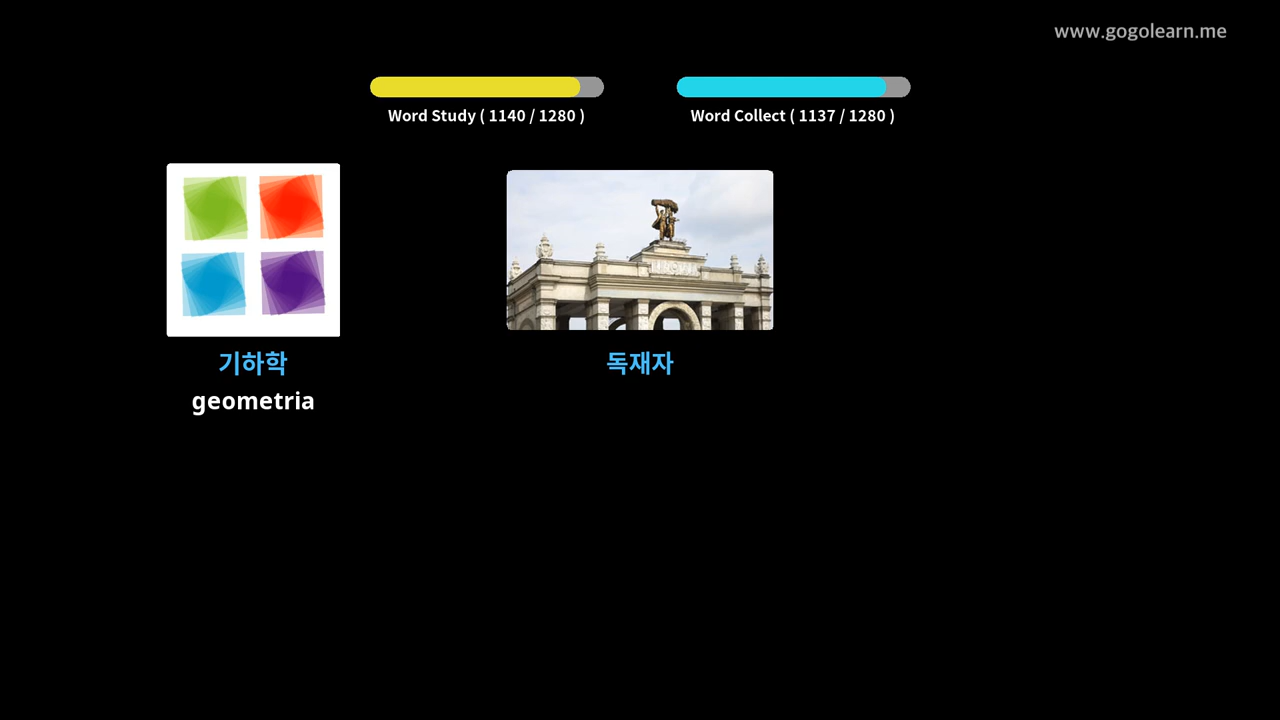 www.gogolearn.me
Word Study ( 1140 / 1280 )
Word Collect ( 1137 / 1280 )
기하학
geometria
독재자